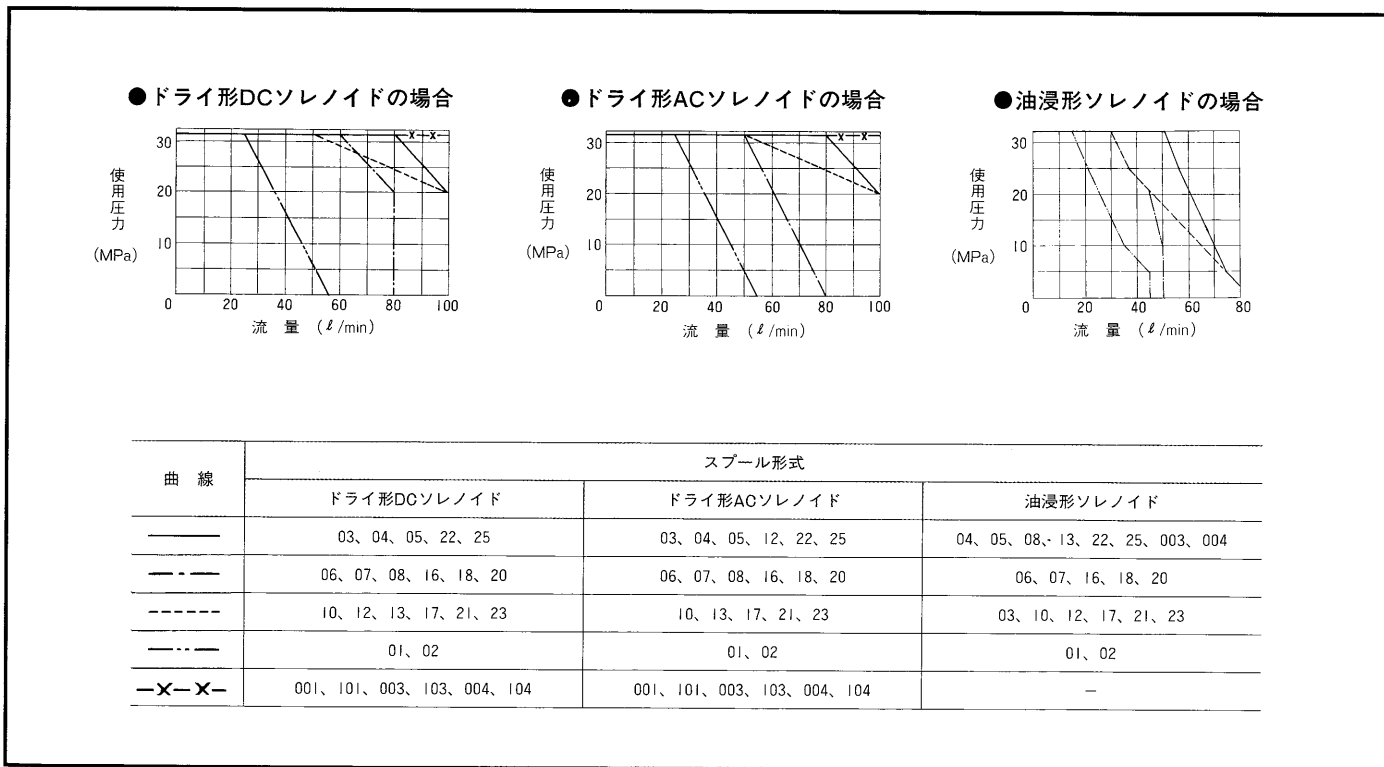 ●ドライ形DCソレノイドの場合
使用圧力
(MPa)
30
20
10
0 20 40 60 80 100
流 量 (ℓ/min)
●ドライ形ACソレノイドの場合
使用圧力
(MPa)
30
20
10
0 20 40 60 80 100
流 量 (ℓ/min)
●油浸形ソレノイドの場合
使用圧力
(MPa)
30
20
10
0 20 40 60 80
流 量 (ℓ/min)
曲 線 スプール形式
ドライ形DCソレノイド ドライ形ACソレノイド 油浸形ソレノイド
03、04、05、22、25 03、04、05、12、22、25 04、05、08、13、22、25、003、004
06、07、08、16、18、20 06、07、08、16、18、20 06、07、16、18、20
10、12、13、17、21、23 10、13、17、21、23 03、10、12、17、21、23
01、02 01、02 01、02
001、101、003、103、004、104 001、101、003、103、004、104 －